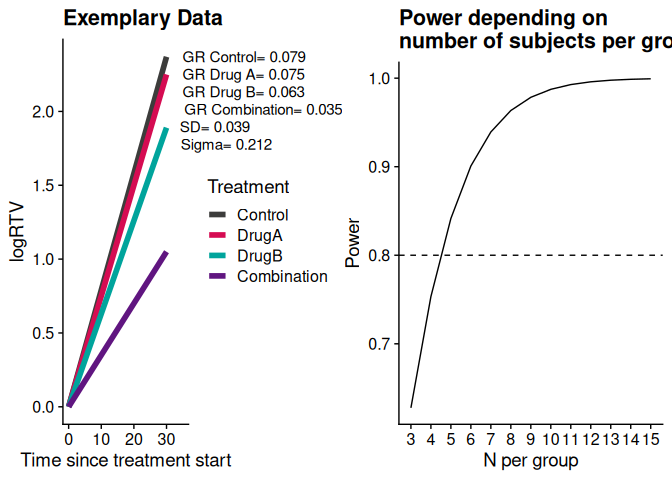 Exemplary Data
GR Control= 0.079
GR Drug A= 0.075
GR Drug B= 0.063
GR Combination= 0.035
SD= 0.039
Sigma= 0.212
Treatment
Control
DrugA
DrugB
Combination
logRTV
2.0
1.5
1.0
0.5
0.0
0 10 20 30
Time since treatment start
Power depending on
number of subjects per gro
Power
1.0
0.9
0.8
0.7
3 4 5 6 7 8 9 10 11 12 13 14 15
N per group